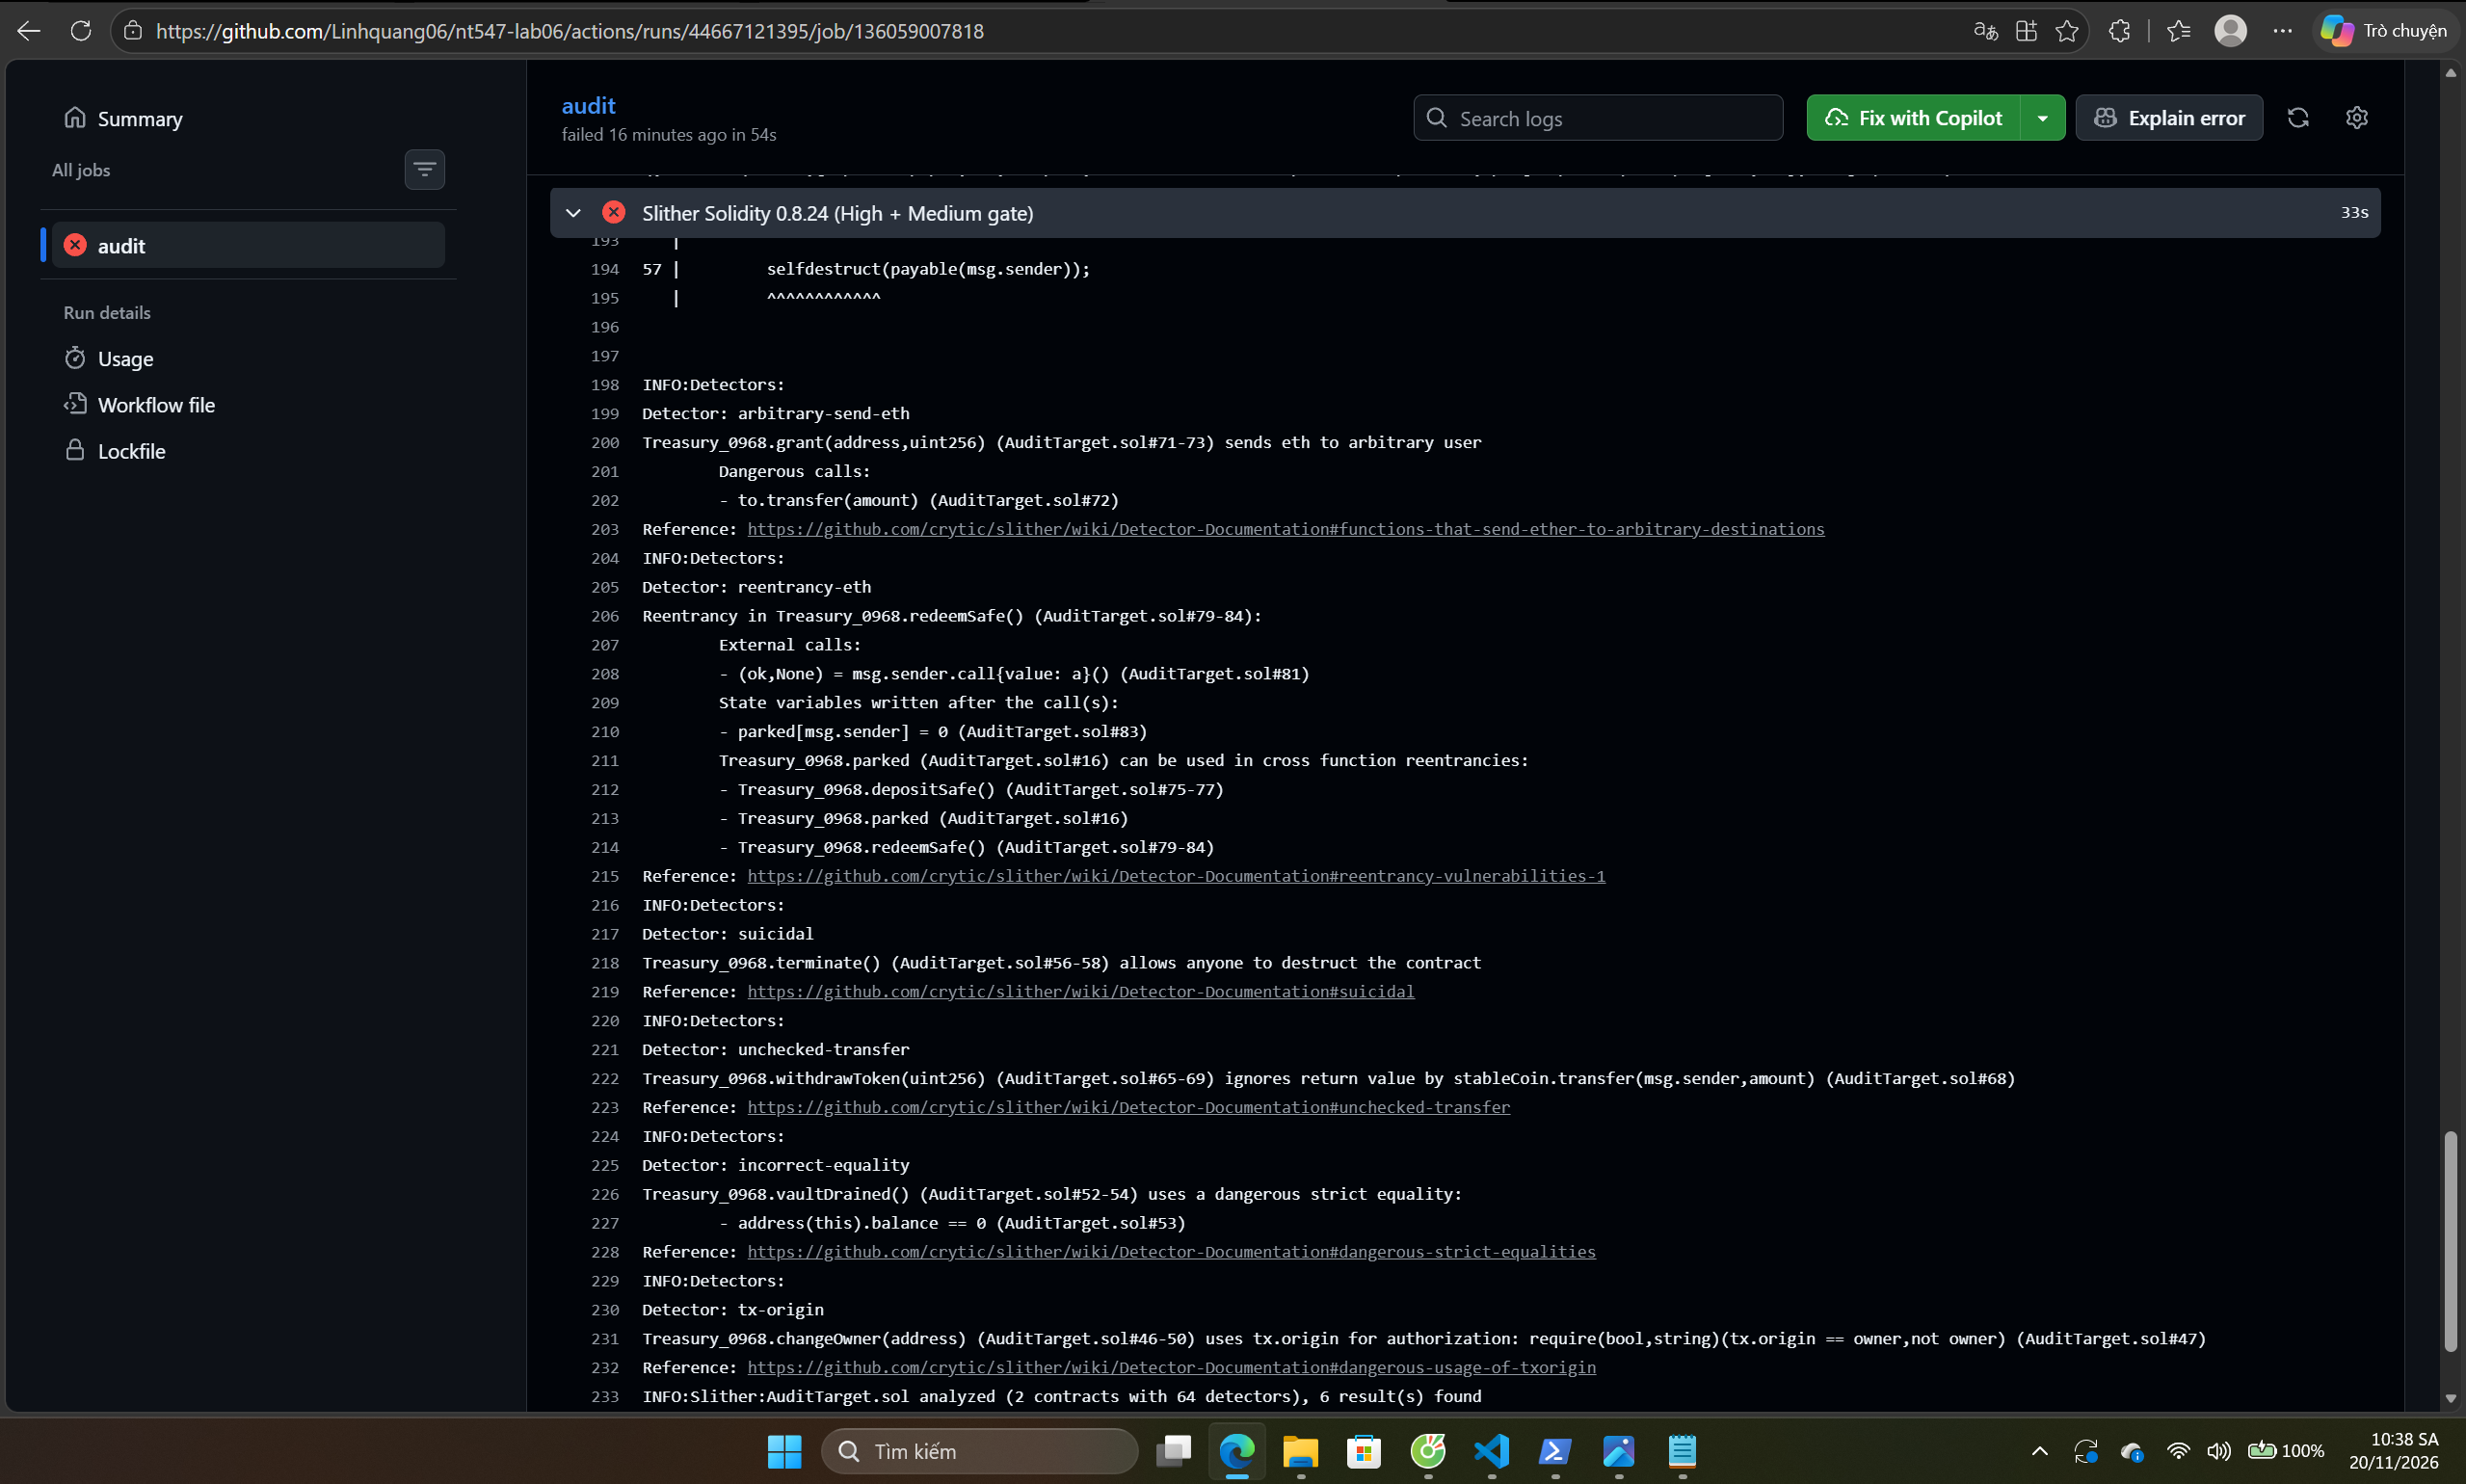 https://github.com/Linhquang06/nt547-lab06/actions/runs/44667121395/job/136059007818
Trò chuyện
Summary
All jobs
audit
Run details
Usage
Workflow file
Lockfile
audit
failed 16 minutes ago in 54s
Search logs
Fix with Copilot
Explain error
Slither Solidity 0.8.24 (High + Medium gate)
33s
193 |
194 57 | selfdestruct(payable(msg.sender));
195 | ^^^^^^^^^^^^
196
197
198 INFO:Detectors:
199 Detector: arbitrary-send-eth
200 Treasury_0968.grant(address,uint256) (AuditTarget.sol#71-73) sends eth to arbitrary user
201 Dangerous calls:
202 - to.transfer(amount) (AuditTarget.sol#72)
203 Reference: https://github.com/crytic/slither/wiki/Detector-Documentation#functions-that-send-ether-to-arbitrary-destinations
204 INFO:Detectors:
205 Detector: reentrancy-eth
206 Reentrancy in Treasury_0968.redeemSafe() (AuditTarget.sol#79-84):
207 External calls:
208 - (ok,None) = msg.sender.call{value: a}() (AuditTarget.sol#81)
209 State variables written after the call(s):
210 - parked[msg.sender] = 0 (AuditTarget.sol#83)
211 Treasury_0968.parked (AuditTarget.sol#16) can be used in cross function reentrancies:
212 - Treasury_0968.depositSafe() (AuditTarget.sol#75-77)
213 - Treasury_0968.parked (AuditTarget.sol#16)
214 - Treasury_0968.redeemSafe() (AuditTarget.sol#79-84)
215 Reference: https://github.com/crytic/slither/wiki/Detector-Documentation#reentrancy-vulnerabilities-1
216 INFO:Detectors:
217 Detector: suicidal
218 Treasury_0968.terminate() (AuditTarget.sol#56-58) allows anyone to destruct the contract
219 Reference: https://github.com/crytic/slither/wiki/Detector-Documentation#suicidal
220 INFO:Detectors:
221 Detector: unchecked-transfer
222 Treasury_0968.withdrawToken(uint256) (AuditTarget.sol#65-69) ignores return value by stableCoin.transfer(msg.sender,amount) (AuditTarget.sol#68)
223 Reference: https://github.com/crytic/slither/wiki/Detector-Documentation#unchecked-transfer
224 INFO:Detectors:
225 Detector: incorrect-equality
226 Treasury_0968.vaultDrained() (AuditTarget.sol#52-54) uses a dangerous strict equality:
227 - address(this).balance == 0 (AuditTarget.sol#53)
228 Reference: https://github.com/crytic/slither/wiki/Detector-Documentation#dangerous-strict-equalities
229 INFO:Detectors:
230 Detector: tx-origin
231 Treasury_0968.changeOwner(address) (AuditTarget.sol#46-50) uses tx.origin for authorization: require(bool,string)(tx.origin == owner,not owner) (AuditTarget.sol#47)
232 Reference: https://github.com/crytic/slither/wiki/Detector-Documentation#dangerous-usage-of-txorigin
233 INFO:Slither:AuditTarget.sol analyzed (2 contracts with 64 detectors), 6 result(s) found
Tìm kiếm
100%
10:38 SA
20/11/2026